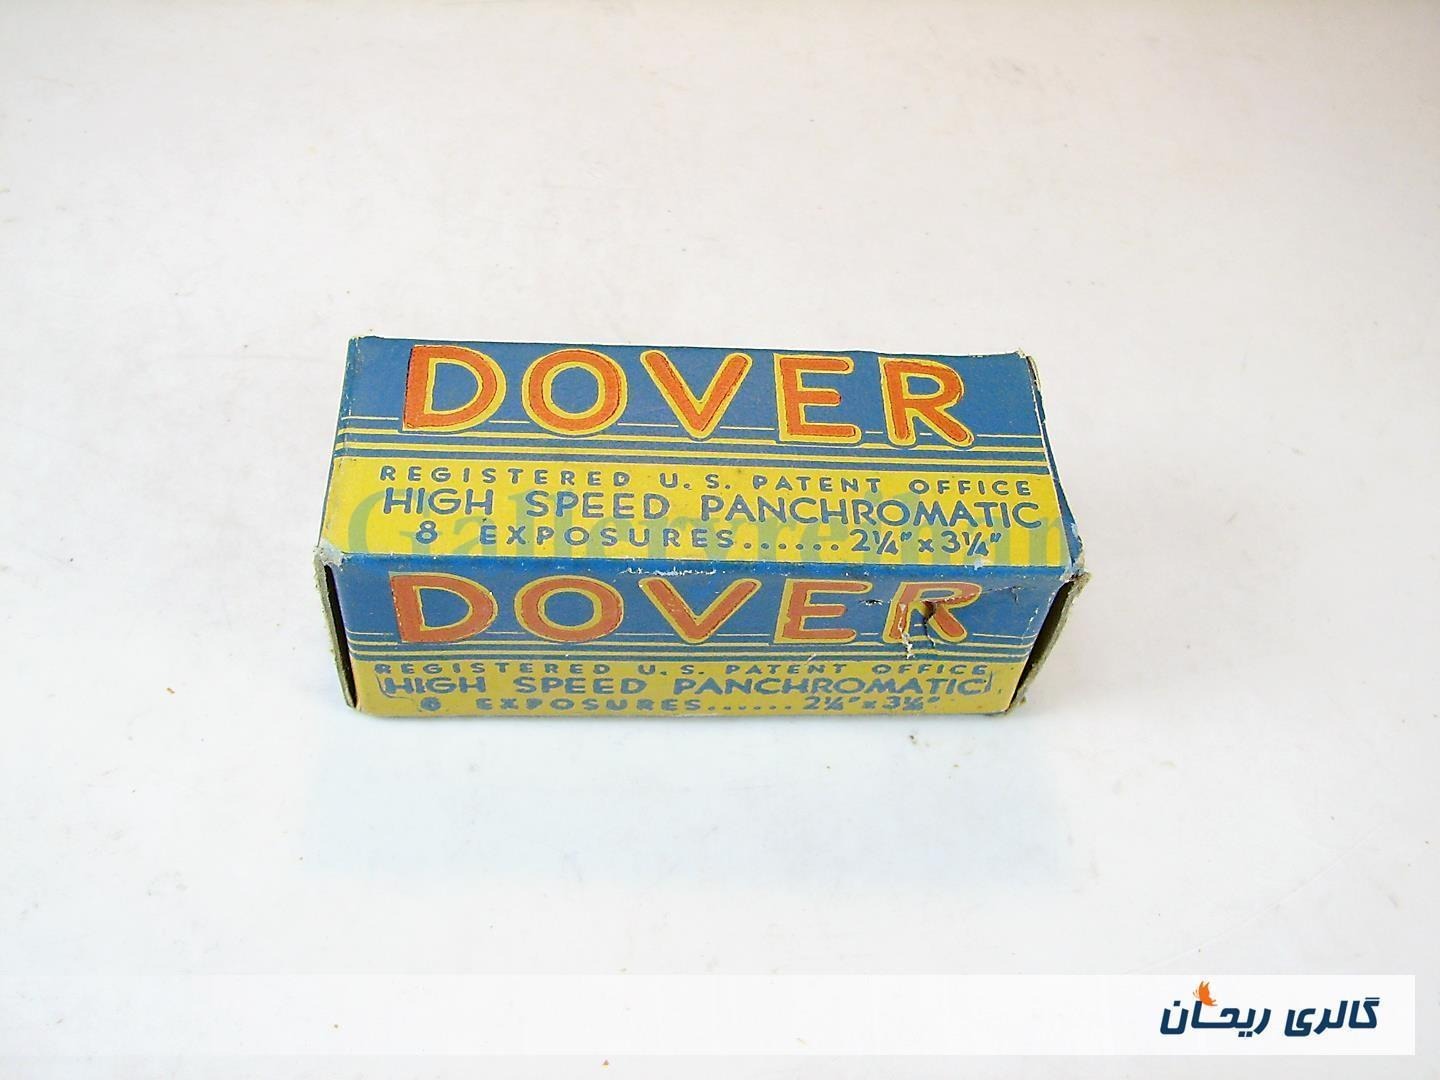 DOVER
REGISTERED U.S. PATENT OFFICE
HIGH SPEED PANCHROMATIC
8 EXPOSURES...... 2¼" x 3¼"
Galleryreihan
DOVER
REGISTERED U.S. PATENT OFFICE
HIGH SPEED PANCHROMATIC
8 EXPOSURES....... 2¼" x 3¼"
گالری ریحان